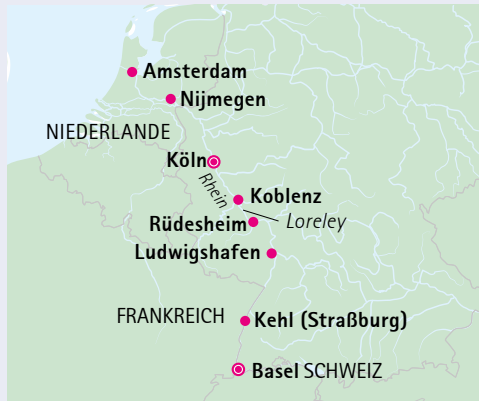 Amsterdam
Nijmegen
NIEDERLANDE
Köln
Rhein
Koblenz
Loreley
Rüdesheim
Ludwigshafen
FRANKREICH
Kehl (Straßburg)
Basel SCHWEIZ